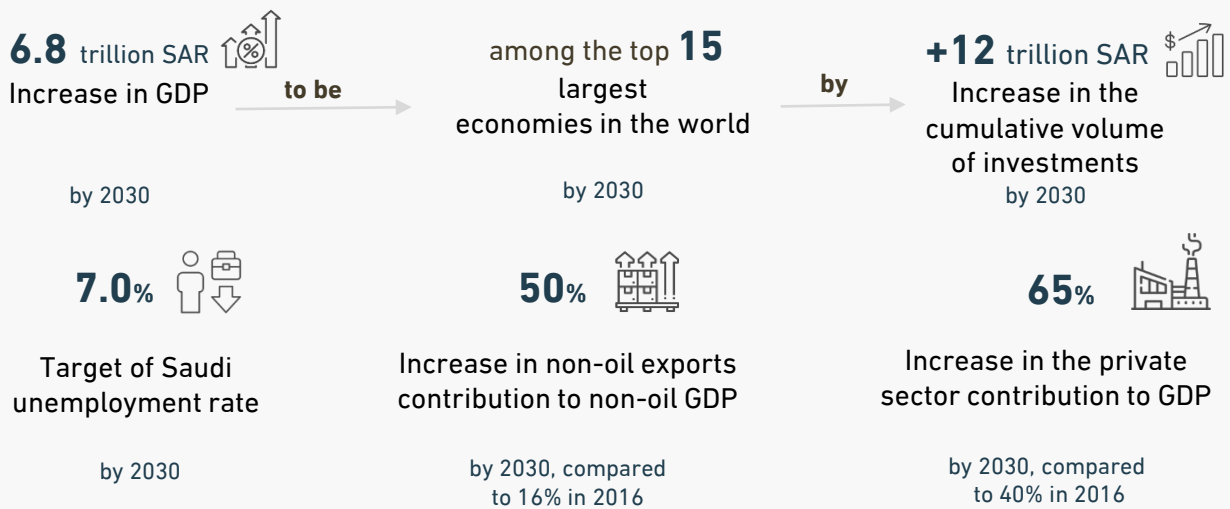 6.8 trillion SAR
Increase in GDP
by 2030
to be
among the top 15
largest
economies in the world
by 2030
by
+12 trillion SAR
$
Increase in the
cumulative volume
of investments
by 2030
7.0%
Target of Saudi
unemployment rate
by 2030
50%
Increase in non-oil exports
contribution to non-oil GDP
by 2030, compared
to 16% in 2016
65%
Increase in the private
sector contribution to GDP
by 2030, compared
to 40% in 2016